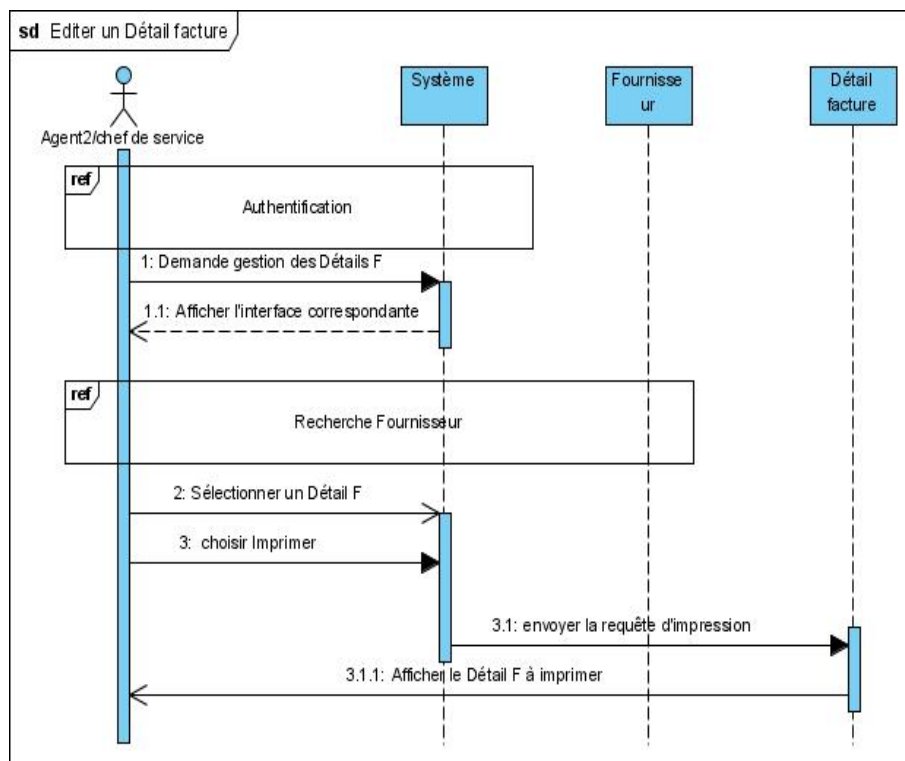 sd Editer un Détail facture
Système
Fourniss
eur
Détail
facture
Agent2/chef de service
ref
Authentification
1: Demande gestion des Détails F
1.1: Afficher l'interface correspondante
ref
Recherche Fournisseur
2: Sélectionner un Détail F
3: choisir Imprimer
3.1: envoyer la requête d'impression
3.1.1: Afficher le Détail F à imprimer